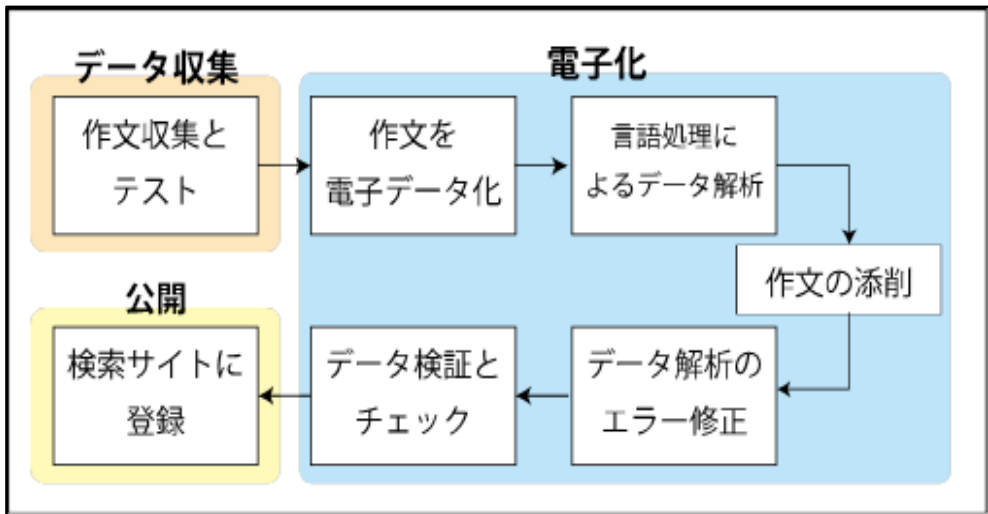 データ収集
作文収集と
テスト
電子化
作文を
電子データ化
言語処理に
よるデータ解析
作文の添削
データ解析の
エラー修正
データ検証と
チェック
公開
検索サイトに
登録